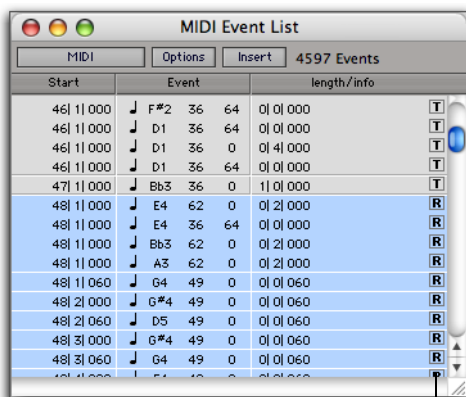 MIDI Event List
MIDI Options Insert 4597 Events
Start Event length/info
46| 1| 000 F#2 36 64 0| 0| 000 T
46| 1| 000 D1 36 64 0| 0| 000 T
46| 1| 000 D1 36 0 0| 4| 000 T
46| 1| 000 D1 36 64 0| 0| 000 T
47| 1| 000 Bb3 36 0 1| 0| 000 T
48| 1| 000 E4 62 0 0| 2| 000 R
48| 1| 000 E4 36 64 0| 0| 000 R
48| 1| 000 Bb3 62 0 0| 2| 000 R
48| 1| 000 A3 62 0 0| 2| 000 R
48| 1| 060 G4 49 0 0| 0| 060 R
48| 2| 000 G#4 49 0 0| 0| 060 R
48| 2| 060 D5 49 0 0| 0| 060 R
48| 3| 000 G#4 49 0 0| 0| 060 R
48| 3| 060 G4 49 0 0| 0| 060 R